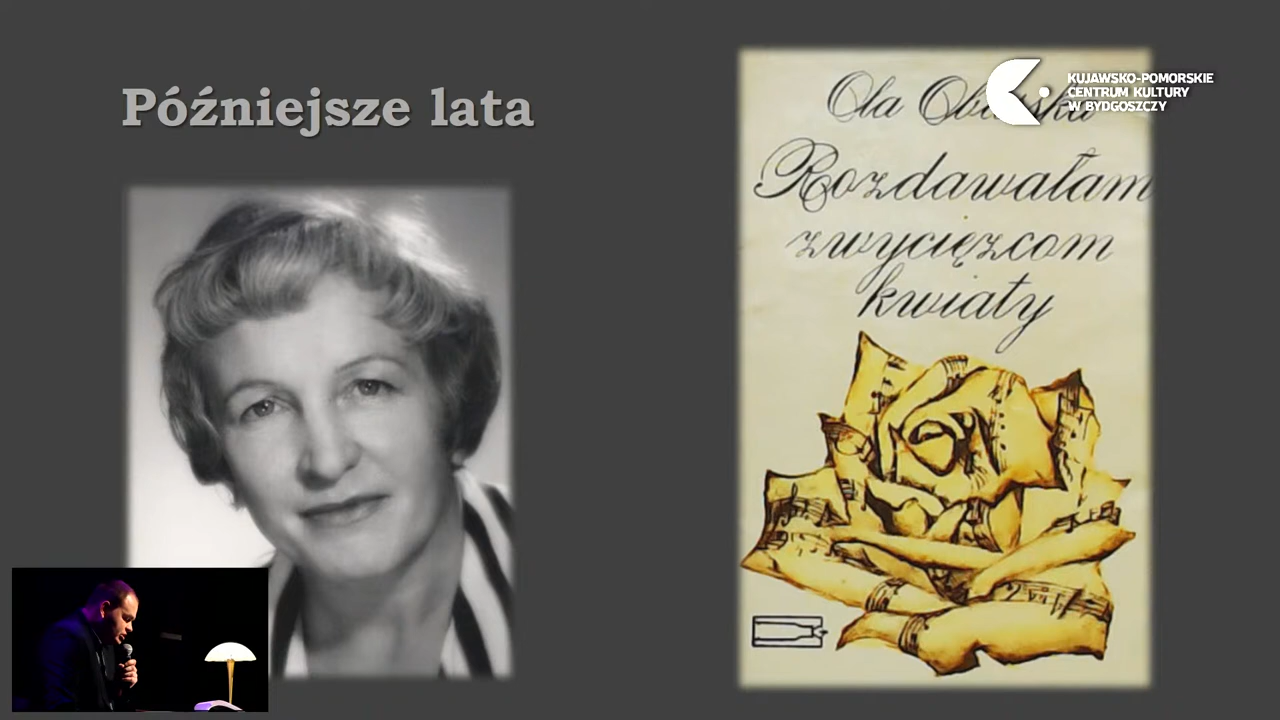 Późniejsze lata
Ola
Rozdawałam
zwycięzcom
kwiaty
KUJAWSKO-POMORSKIE
CENTRUM KULTURY
W BYDGOSZCZY